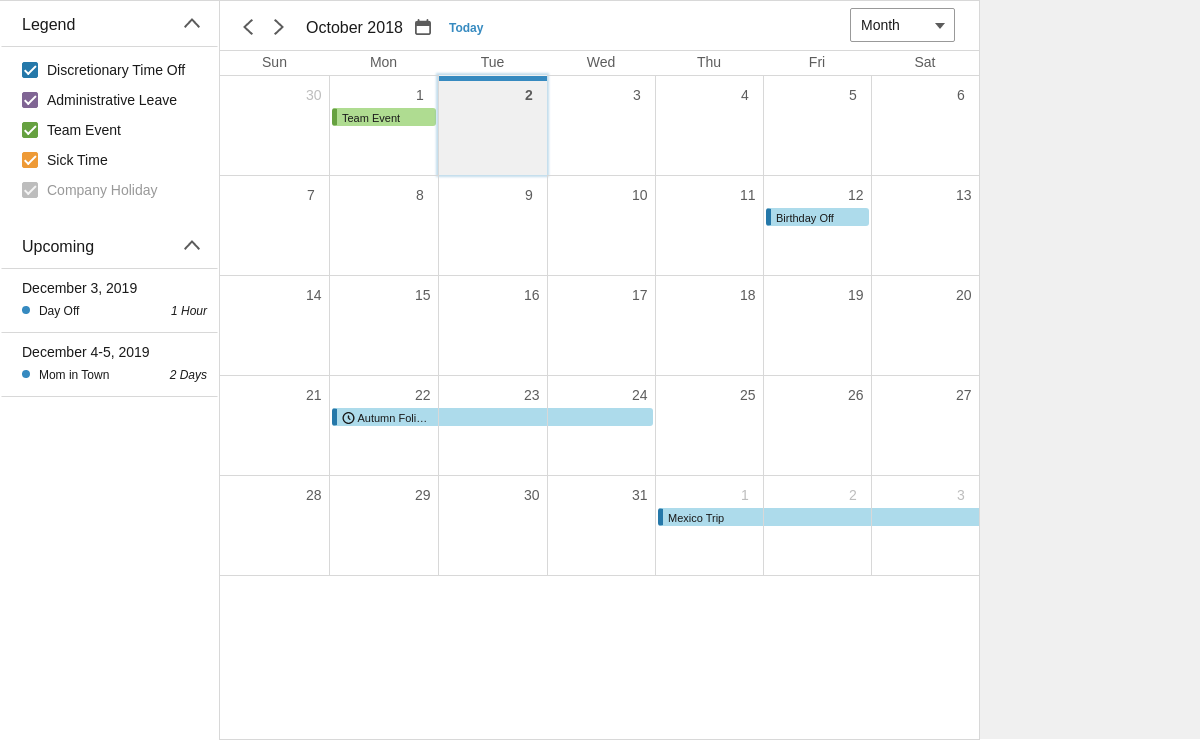 Legend
Discretionary Time Off
Administrative Leave
Team Event
Sick Time
Company Holiday
Upcoming
December 3, 2019
Day Off 1 Hour
December 4-5, 2019
Mom in Town 2 Days
October 2018 Today Month
Sun Mon Tue Wed Thu Fri Sat
30 1 2 3 4 5 6
Team Event
7 8 9 10 11 12 13
Birthday Off
14 15 16 17 18 19 20
21 22 23 24 25 26 27
Autumn Foli…
28 29 30 31 1 2 3
Mexico Trip